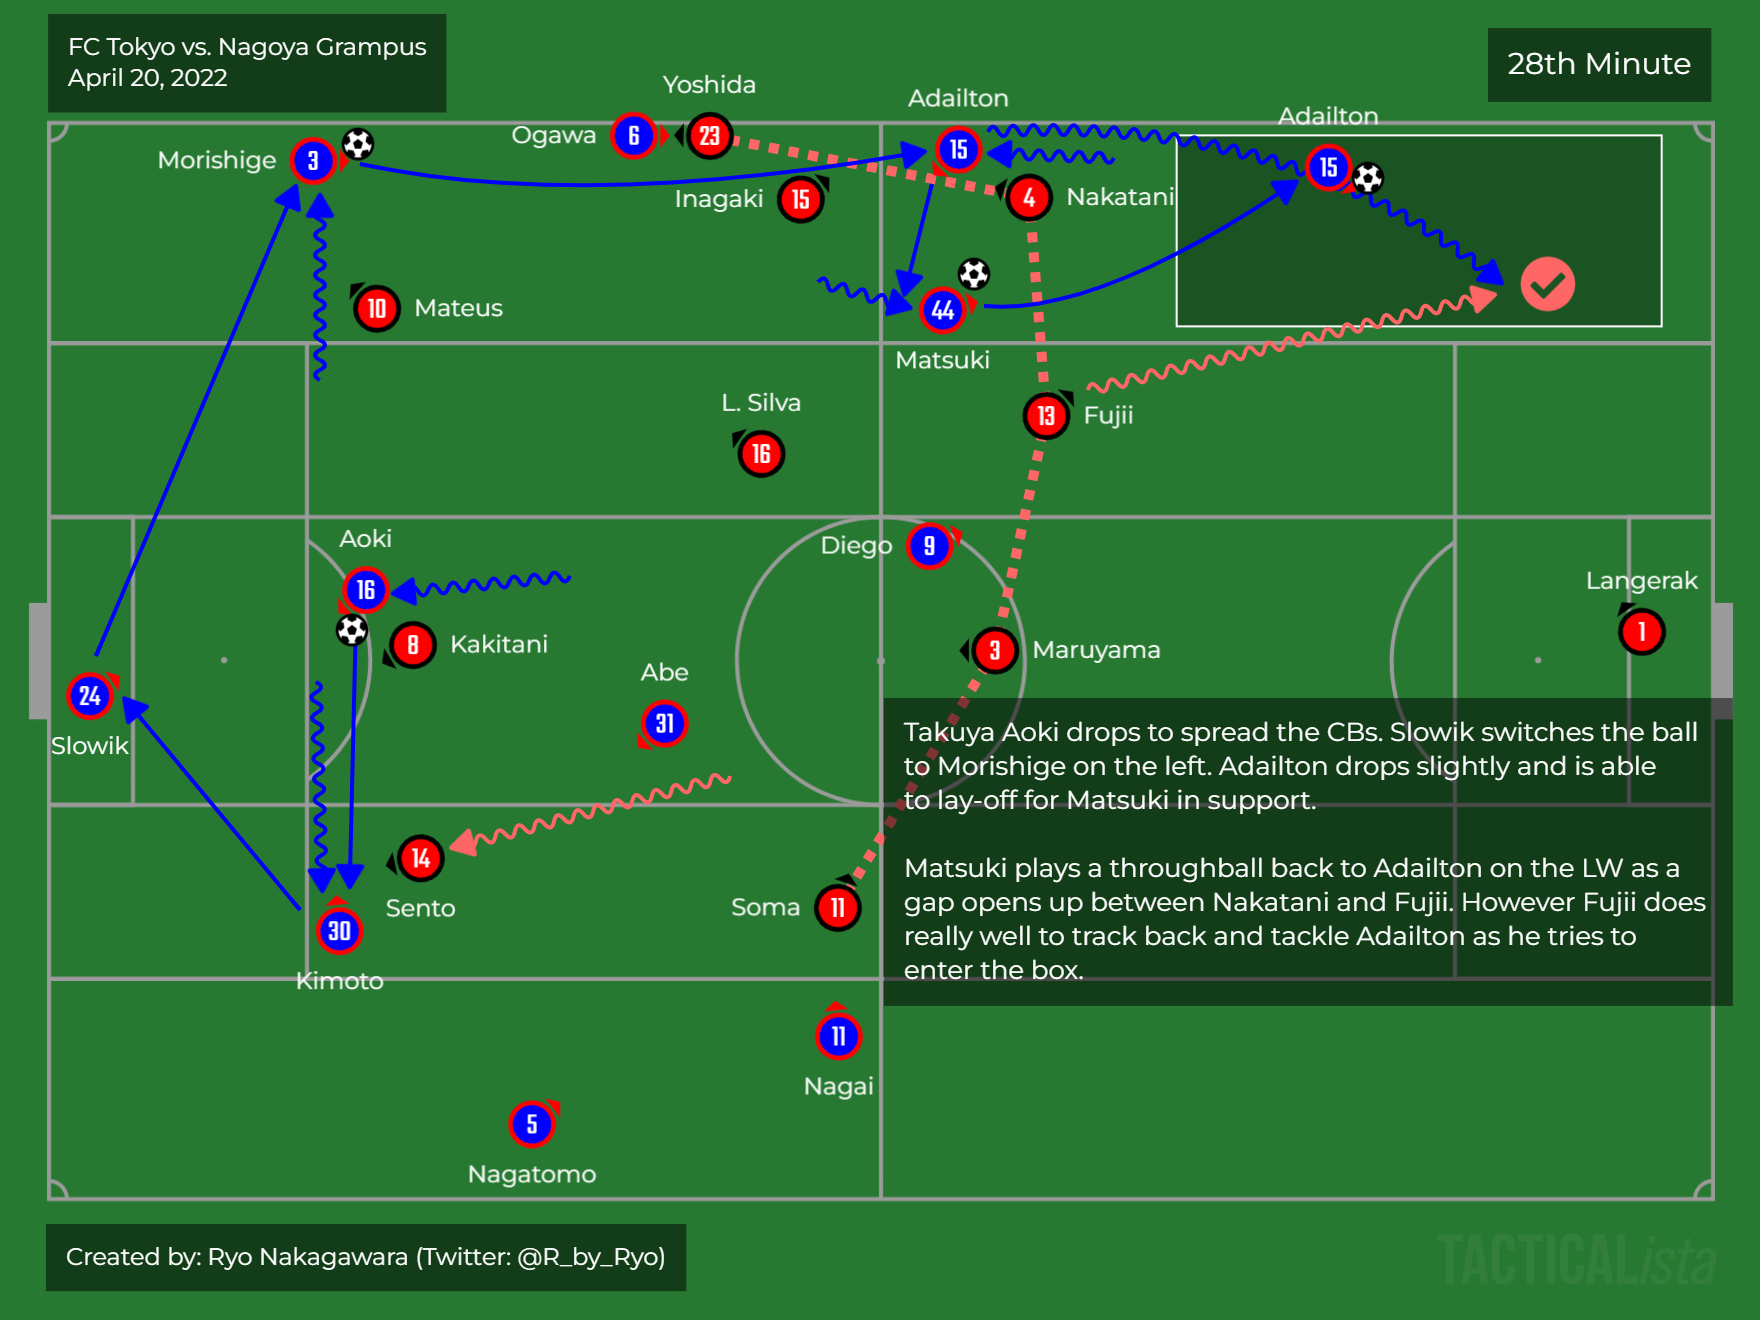 FC Tokyo vs. Nagoya Grampus
April 20, 2022
28th Minute
Yoshida
Adailton
Adailton
Ogawa
6
23
Morishige
3
15
15
Inagaki
15
4
Nakatani
10
Mateus
44
Matsuki
L. Silva
16
13
Fujii
Aoki
16
Diego
9
Langerak
1
8
Kakitani
3
Maruyama
Abe
31
24
Slowik
Takuya Aoki drops to spread the CBs. Slowik switches the ball
to Morishige on the left. Adailton drops slightly and is able
to lay-off for Matsuki in support.
Matsuki plays a throughball back to Adailton on the LW as a
gap opens up between Nakatani and Fujii. However Fujii does
really well to track back and tackle Adailton as he tries to
enter the box.
14
Sento
Soma
11
30
Kimoto
11
Nagai
5
Nagatomo
Created by: Ryo Nakagawara (Twitter: @R_by_Ryo)
TACTICALista